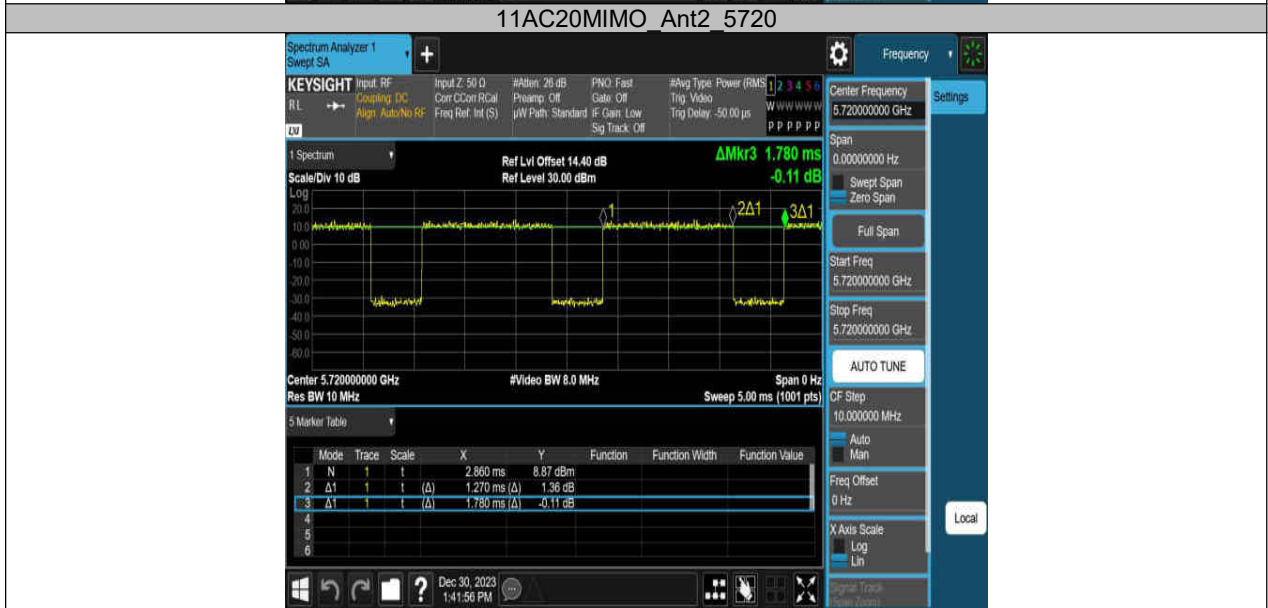 11AC20MIMO_Ant2_5720
Spectrum Analyzer 1
Swept SA
+
Frequency
KEYSIGHT
RL
LXI
Input: RF
Coupling: DC
Align: Auto/No RF
Input Z: 50 Ω
Corr CCorr RCal
Freq Ref: Int (S)
#Atten: 26 dB
Preamp: Off
µW Path: Standard
PNO: Fast
Gate: Off
IF Gain: Low
Sig Track: Off
#Avg Type: Power (RMS
Trig: Video
Trig Delay: -50.00 µs
1 2 3 4 5 6
W W W W W W
P P P P P P
Center Frequency
5.720000000 GHz
Settings
Span
0.00000000 Hz
Swept Span
Zero Span
Full Span
Start Freq
5.720000000 GHz
Stop Freq
5.720000000 GHz
AUTO TUNE
CF Step
10.000000 MHz
Auto
Man
Freq Offset
0 Hz
X Axis Scale
Log
Lin
Signal Track
(Span Zoom)
Local
1 Spectrum
Scale/Div 10 dB
Ref Lvl Offset 14.40 dB
Ref Level 30.00 dBm
ΔMkr3 1.780 ms
-0.11 dB
Log
20.0
10.0
0.00
-10.0
-20.0
-30.0
-40.0
-50.0
-60.0
1
2Δ1
3Δ1
Center 5.720000000 GHz
#Video BW 8.0 MHz
Span 0 Hz
Res BW 10 MHz
Sweep 5.00 ms (1001 pts)
5 Marker Table
Mode Trace Scale X Y Function Function Width Function Value
1 N 1 t 2.860 ms 8.87 dBm
2 Δ1 1 t (Δ) 1.270 ms (Δ) 1.36 dB
3 Δ1 1 t (Δ) 1.780 ms (Δ) -0.11 dB
4
5
6
?
Dec 30, 2023
1:41:56 PM